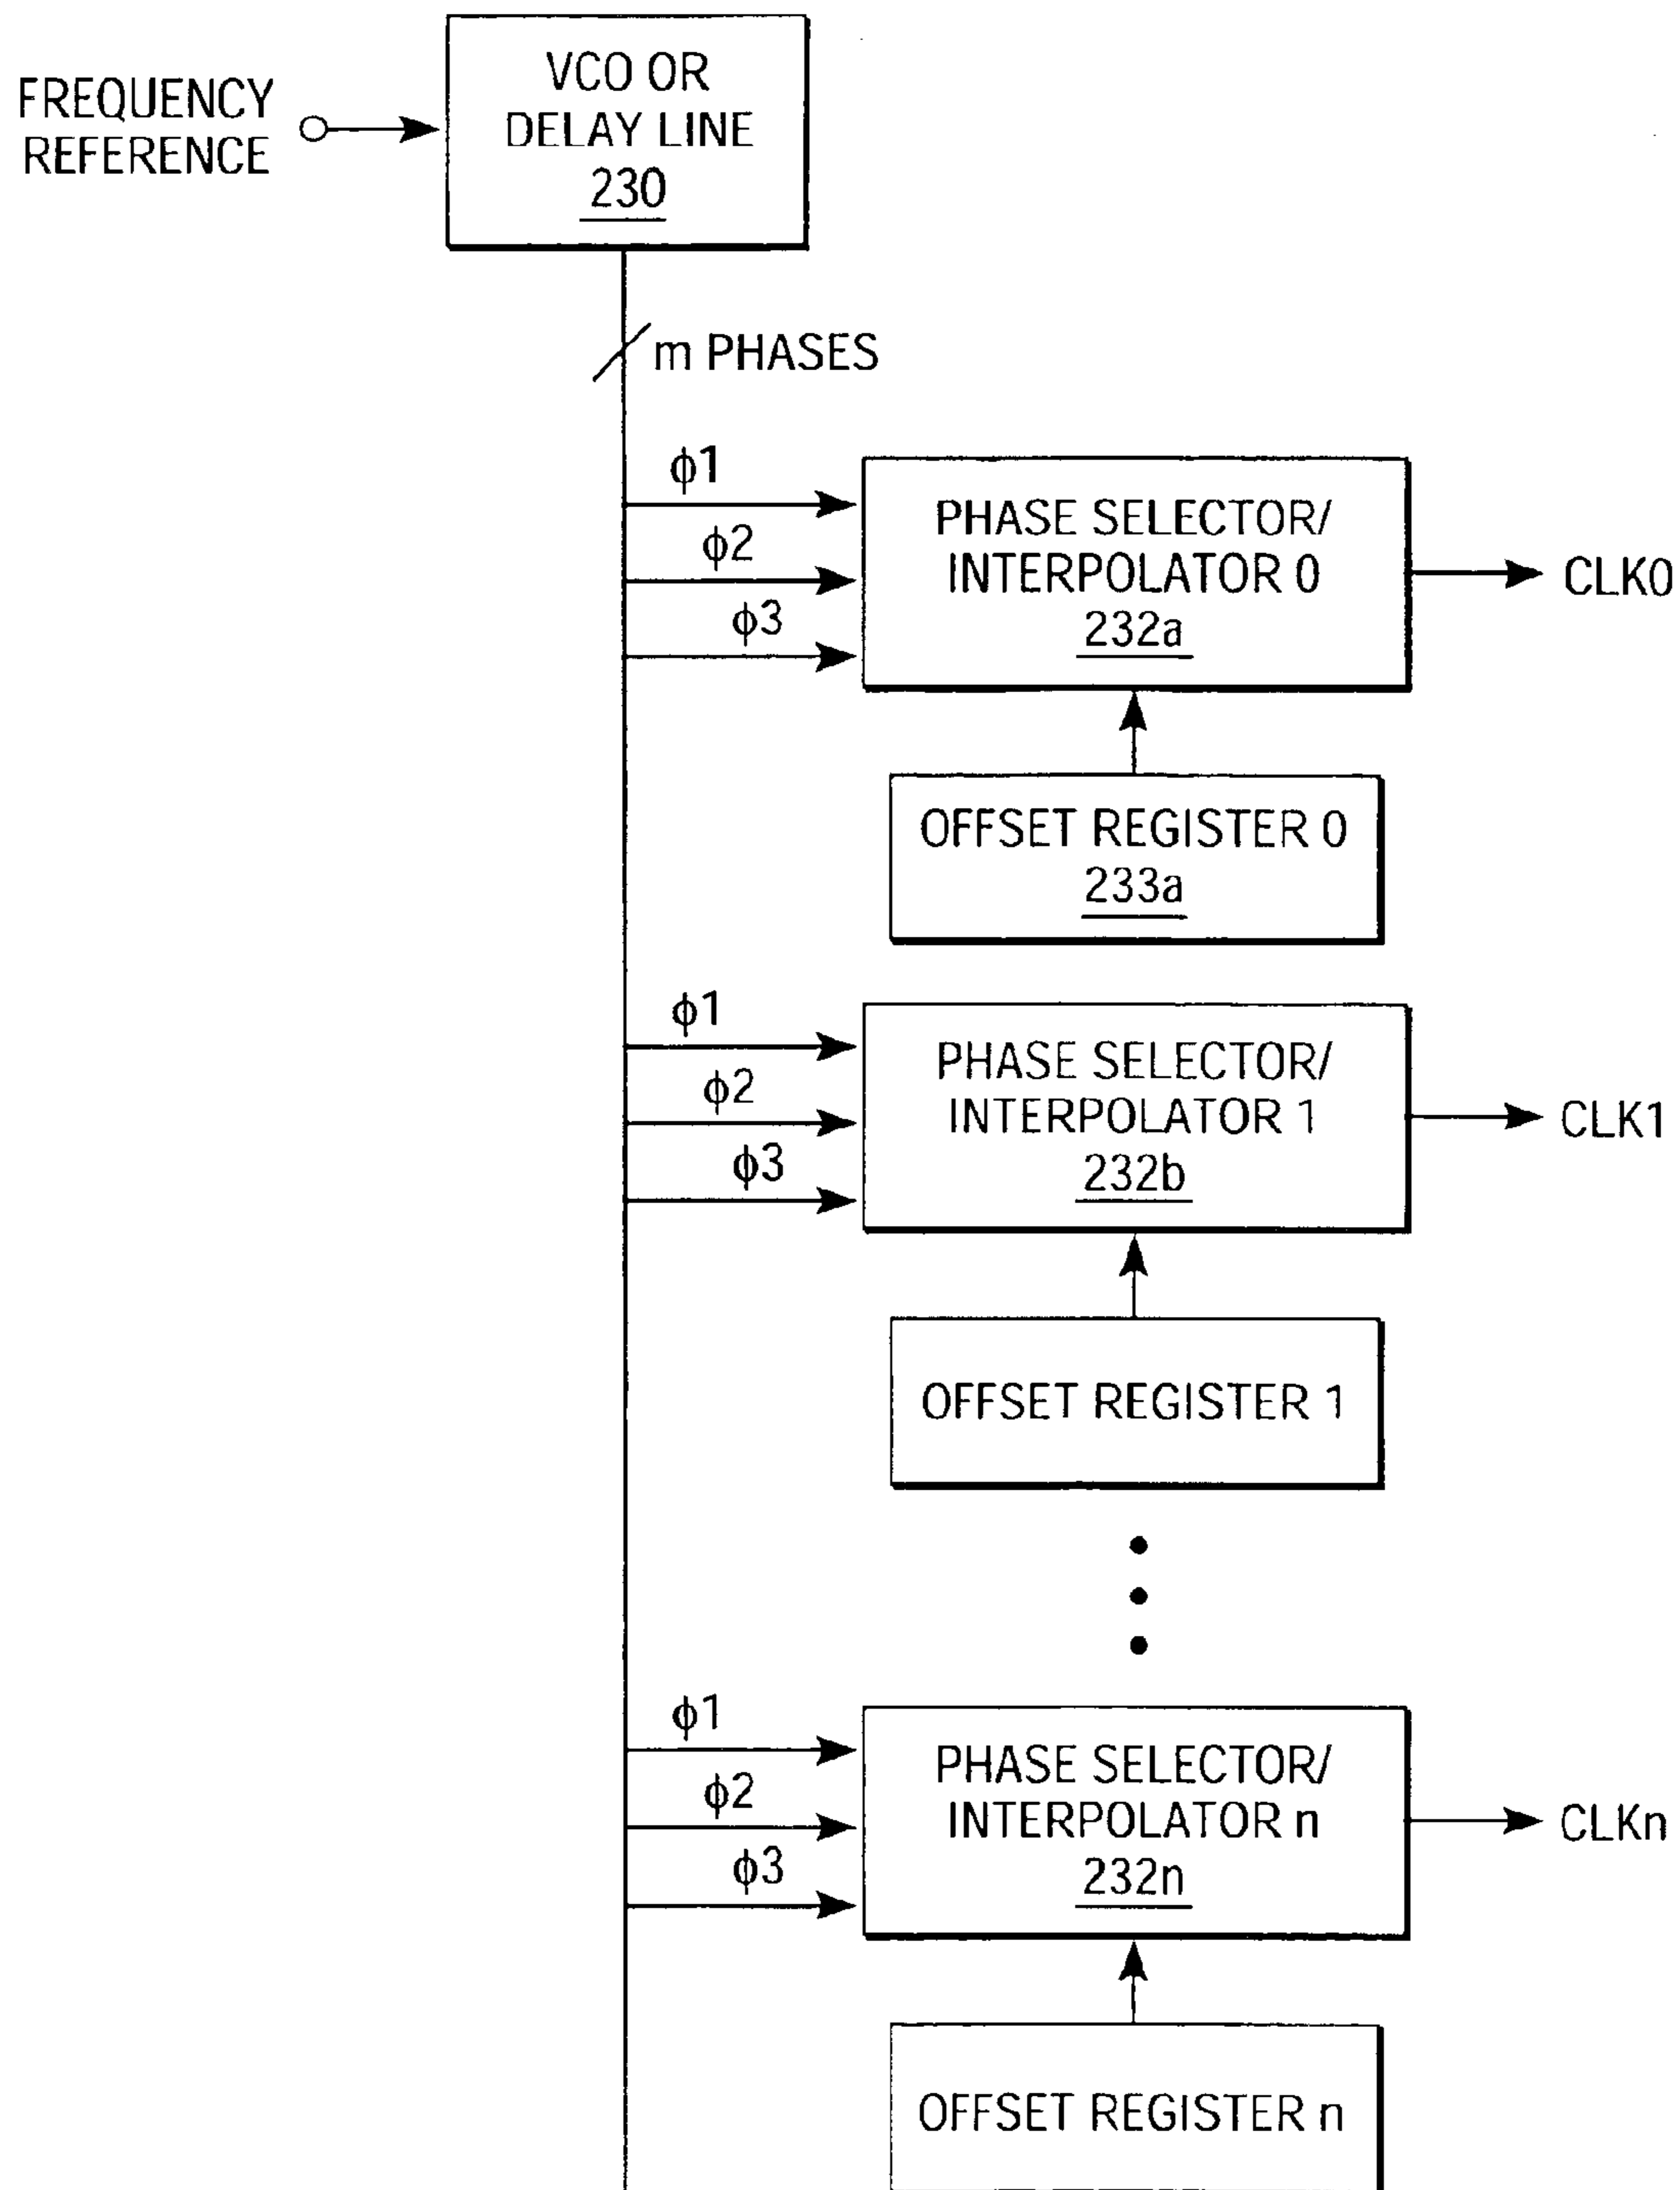 FREQUENCY
REFERENCE
VCO OR
DELAY LINE
230
m PHASES
ϕ1
ϕ2
ϕ3
PHASE SELECTOR/
INTERPOLATOR 0
232a
CLK0
OFFSET REGISTER 0
233a
ϕ1
ϕ2
ϕ3
PHASE SELECTOR/
INTERPOLATOR 1
232b
CLK1
OFFSET REGISTER 1
ϕ1
ϕ2
ϕ3
PHASE SELECTOR/
INTERPOLATOR n
232n
CLKn
OFFSET REGISTER n